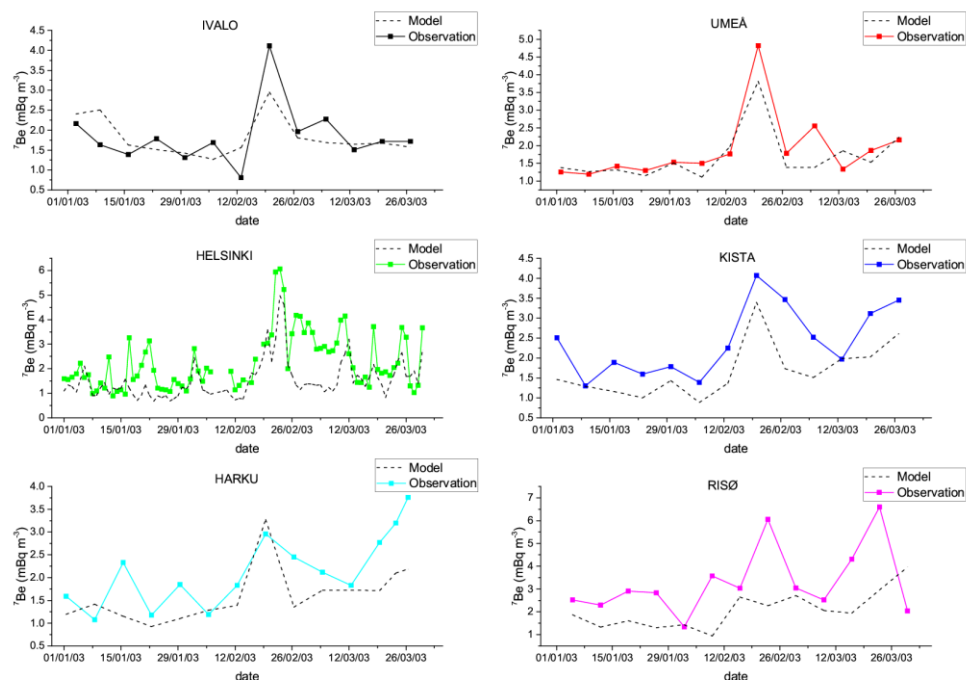 IVALO
Model
Observation
⁷Be (mBq m⁻³)
4.5
4.0
3.5
3.0
2.5
2.0
1.5
1.0
0.5
01/01/03 15/01/03 29/01/03 12/02/03 26/02/03 12/03/03 26/03/03
date
UMEÅ
Model
Observation
⁷Be (mBq m⁻³)
5.0
4.5
4.0
3.5
3.0
2.5
2.0
1.5
1.0
01/01/03 15/01/03 29/01/03 12/02/03 26/02/03 12/03/03 26/03/03
date
HELSINKI
Model
Observation
⁷Be (mBq m⁻³)
6
5
4
3
2
1
0
01/01/03 15/01/03 29/01/03 12/02/03 26/02/03 12/03/03 26/03/03
date
KISTA
Model
Observation
⁷Be (mBq m⁻³)
4.5
4.0
3.5
3.0
2.5
2.0
1.5
1.0
0.5
01/01/03 15/01/03 29/01/03 12/02/03 26/02/03 12/03/03 26/03/03
date
HARKU
Model
Observation
⁷Be (mBq m⁻³)
4.0
3.5
3.0
2.5
2.0
1.5
1.0
0.5
01/01/03 15/01/03 29/01/03 12/02/03 26/02/03 12/03/03 26/03/03
date
RISØ
Model
Observation
⁷Be (mBq m⁻³)
7
6
5
4
3
2
1
01/01/03 15/01/03 29/01/03 12/02/03 26/02/03 12/03/03 26/03/03
date